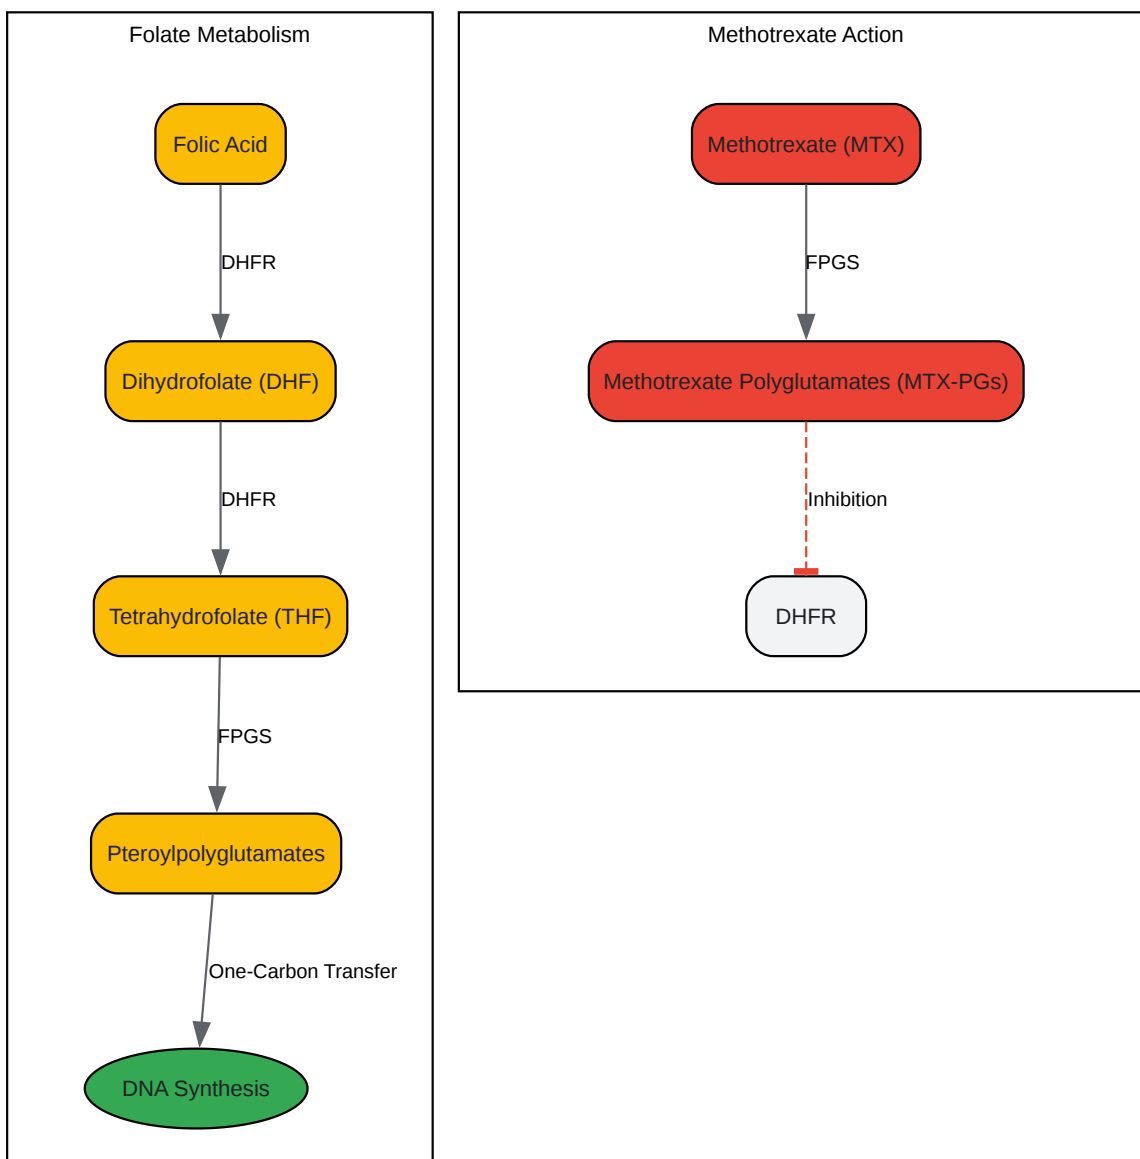 Folate Metabolism
Folic Acid
DHFR
Dihydrofolate (DHF)
DHFR
Tetrahydrofolate (THF)
FPGS
Pteroylpolyglutamates
One-Carbon Transfer
DNA Synthesis
Methotrexate Action
Methotrexate (MTX)
FPGS
Methotrexate Polyglutamates (MTX-PGs)
Inhibition
DHFR